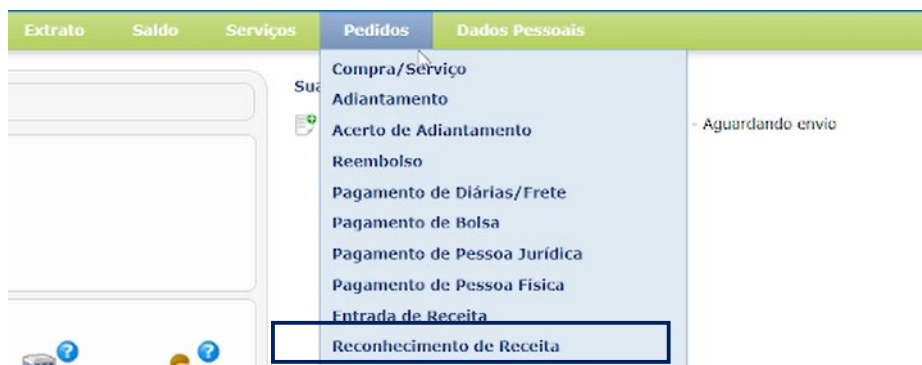 Extrato Saldo Serviços Pedidos Dados Pessoais
Compra/Serviço
Sua
Adiantamento
Acerto de Adiantamento
- Aguardando envio
Reembolso
Pagamento de Diárias/Frete
Pagamento de Bolsa
Pagamento de Pessoa Jurídica
Pagamento de Pessoa Física
Entrada de Receita
Reconhecimento de Receita